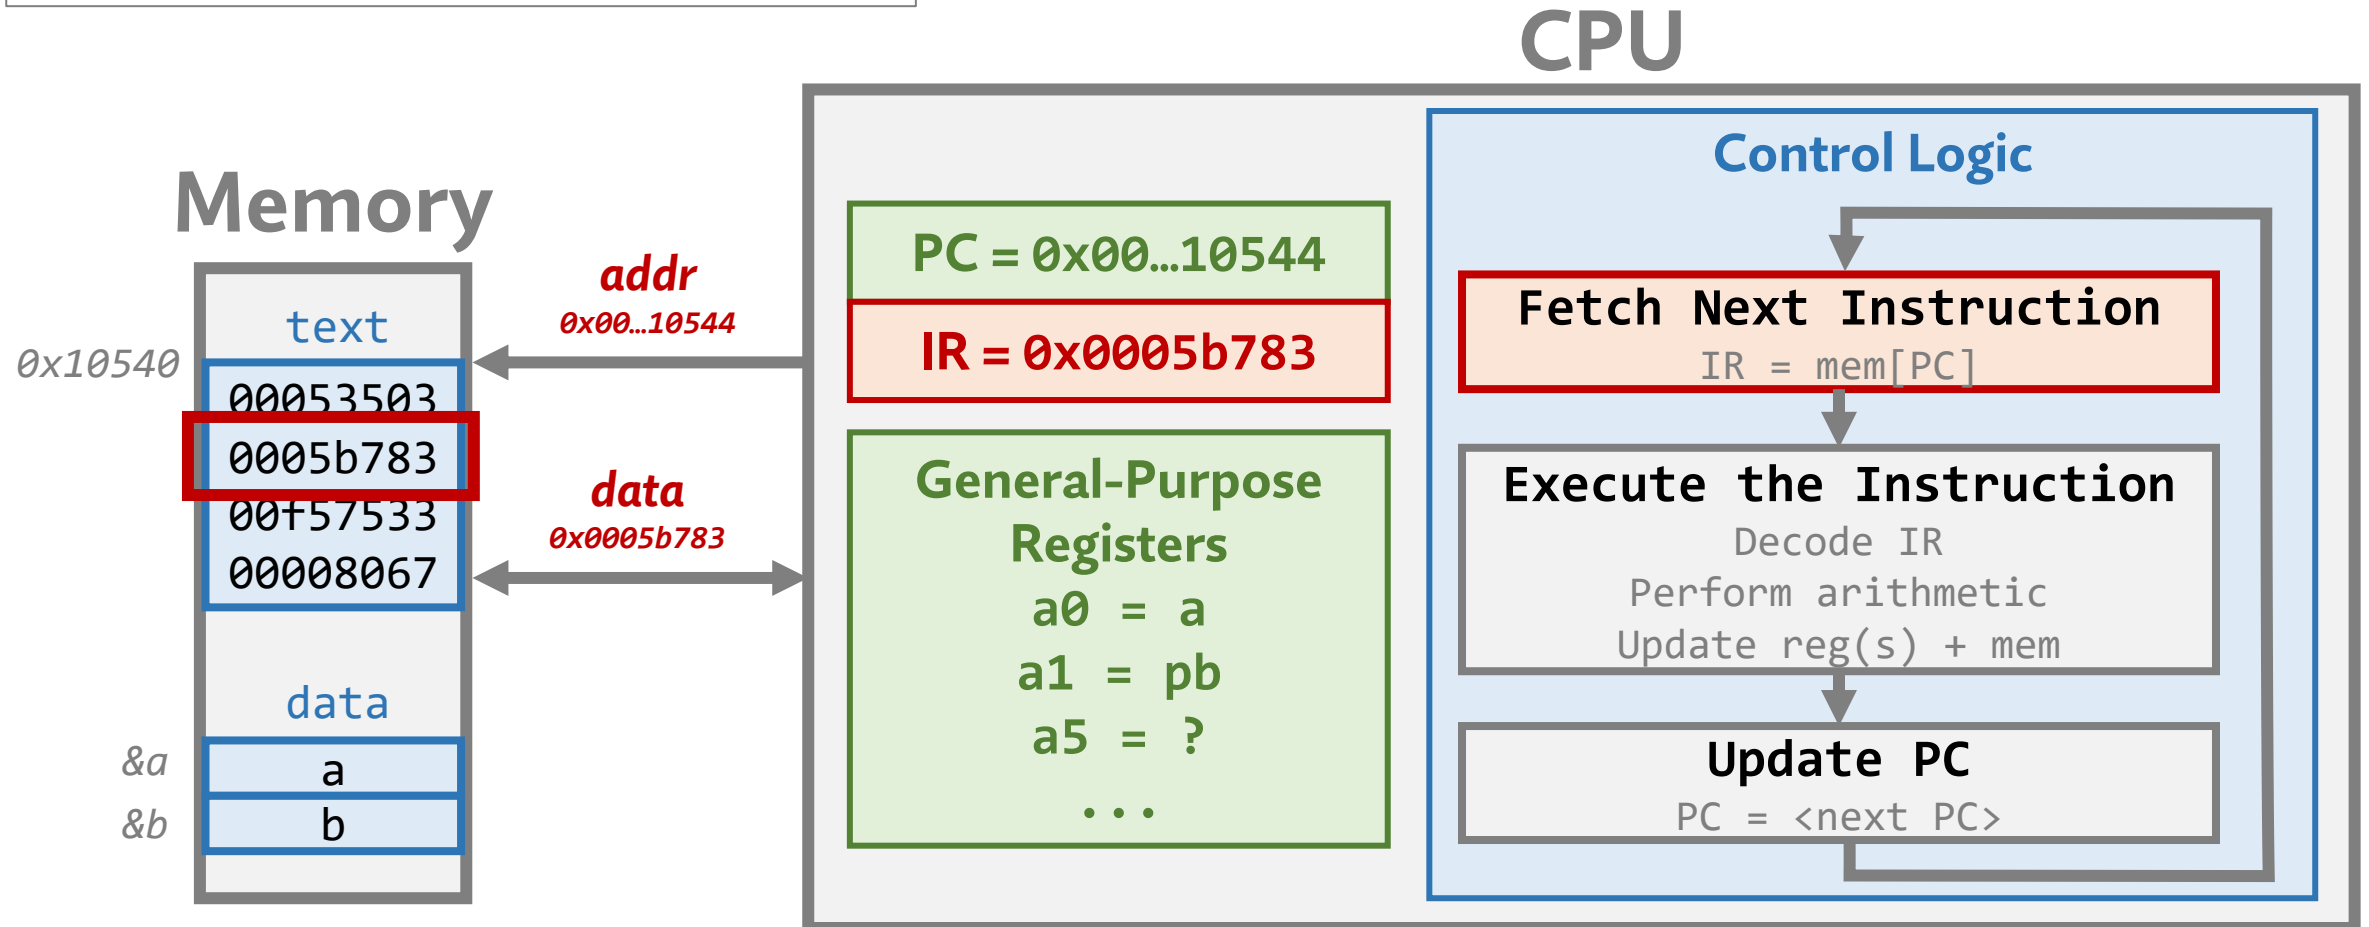 CPU
Memory
text
0x10540
00053503
0005b783
00f57533
00008067
data
&a
a
&b
b
addr
0x00…10544
data
0x0005b783
PC = 0x00…10544
IR = 0x0005b783
General-Purpose
Registers
a0 = a
a1 = pb
a5 = ?
...
Control Logic
Fetch Next Instruction
IR = mem[PC]
Execute the Instruction
Decode IR
Perform arithmetic
Update reg(s) + mem
Update PC
PC = <next PC>